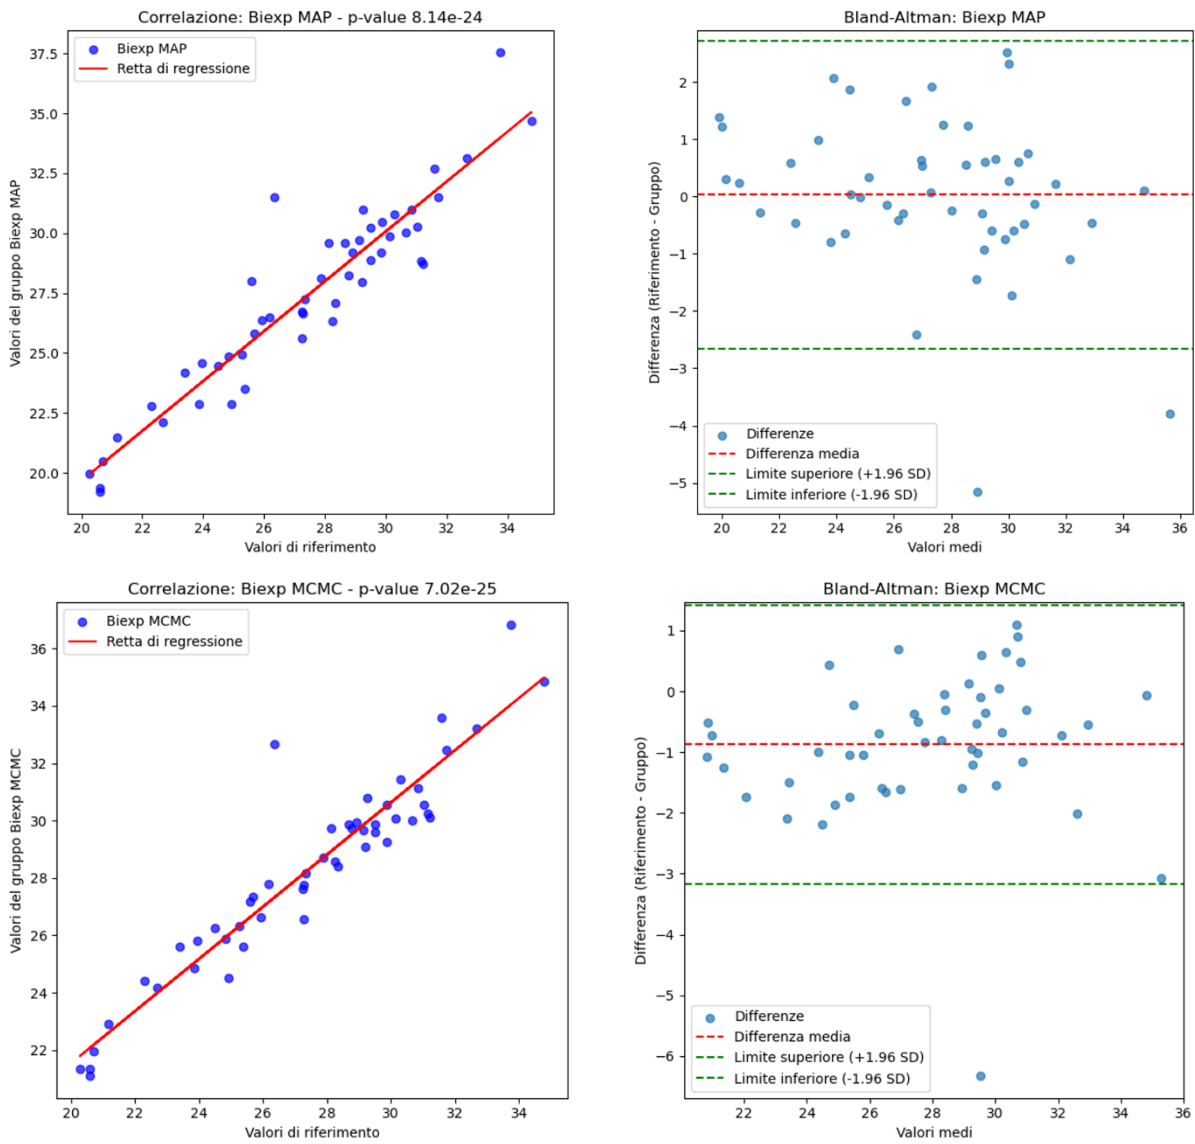 Correlazione: Biexp MAP - p-value 8.14e-24
Biexp MAP
Retta di regressione
37.5
35.0
32.5
30.0
27.5
25.0
22.5
20.0
Valori del gruppo Biexp MAP
20 22 24 26 28 30 32 34
Valori di riferimento
Bland-Altman: Biexp MAP
2
1
0
−1
−2
−3
−4
−5
Differenza (Riferimento - Gruppo)
Differenze
Differenza media
Limite superiore (+1.96 SD)
Limite inferiore (-1.96 SD)
20 22 24 26 28 30 32 34 36
Valori medi
Correlazione: Biexp MCMC - p-value 7.02e-25
Biexp MCMC
Retta di regressione
36
34
32
30
28
26
24
22
Valori del gruppo Biexp MCMC
20 22 24 26 28 30 32 34
Valori di riferimento
Bland-Altman: Biexp MCMC
1
0
−1
−2
−3
−4
−5
−6
Differenza (Riferimento - Gruppo)
Differenze
Differenza media
Limite superiore (+1.96 SD)
Limite inferiore (-1.96 SD)
22 24 26 28 30 32 34 36
Valori medi